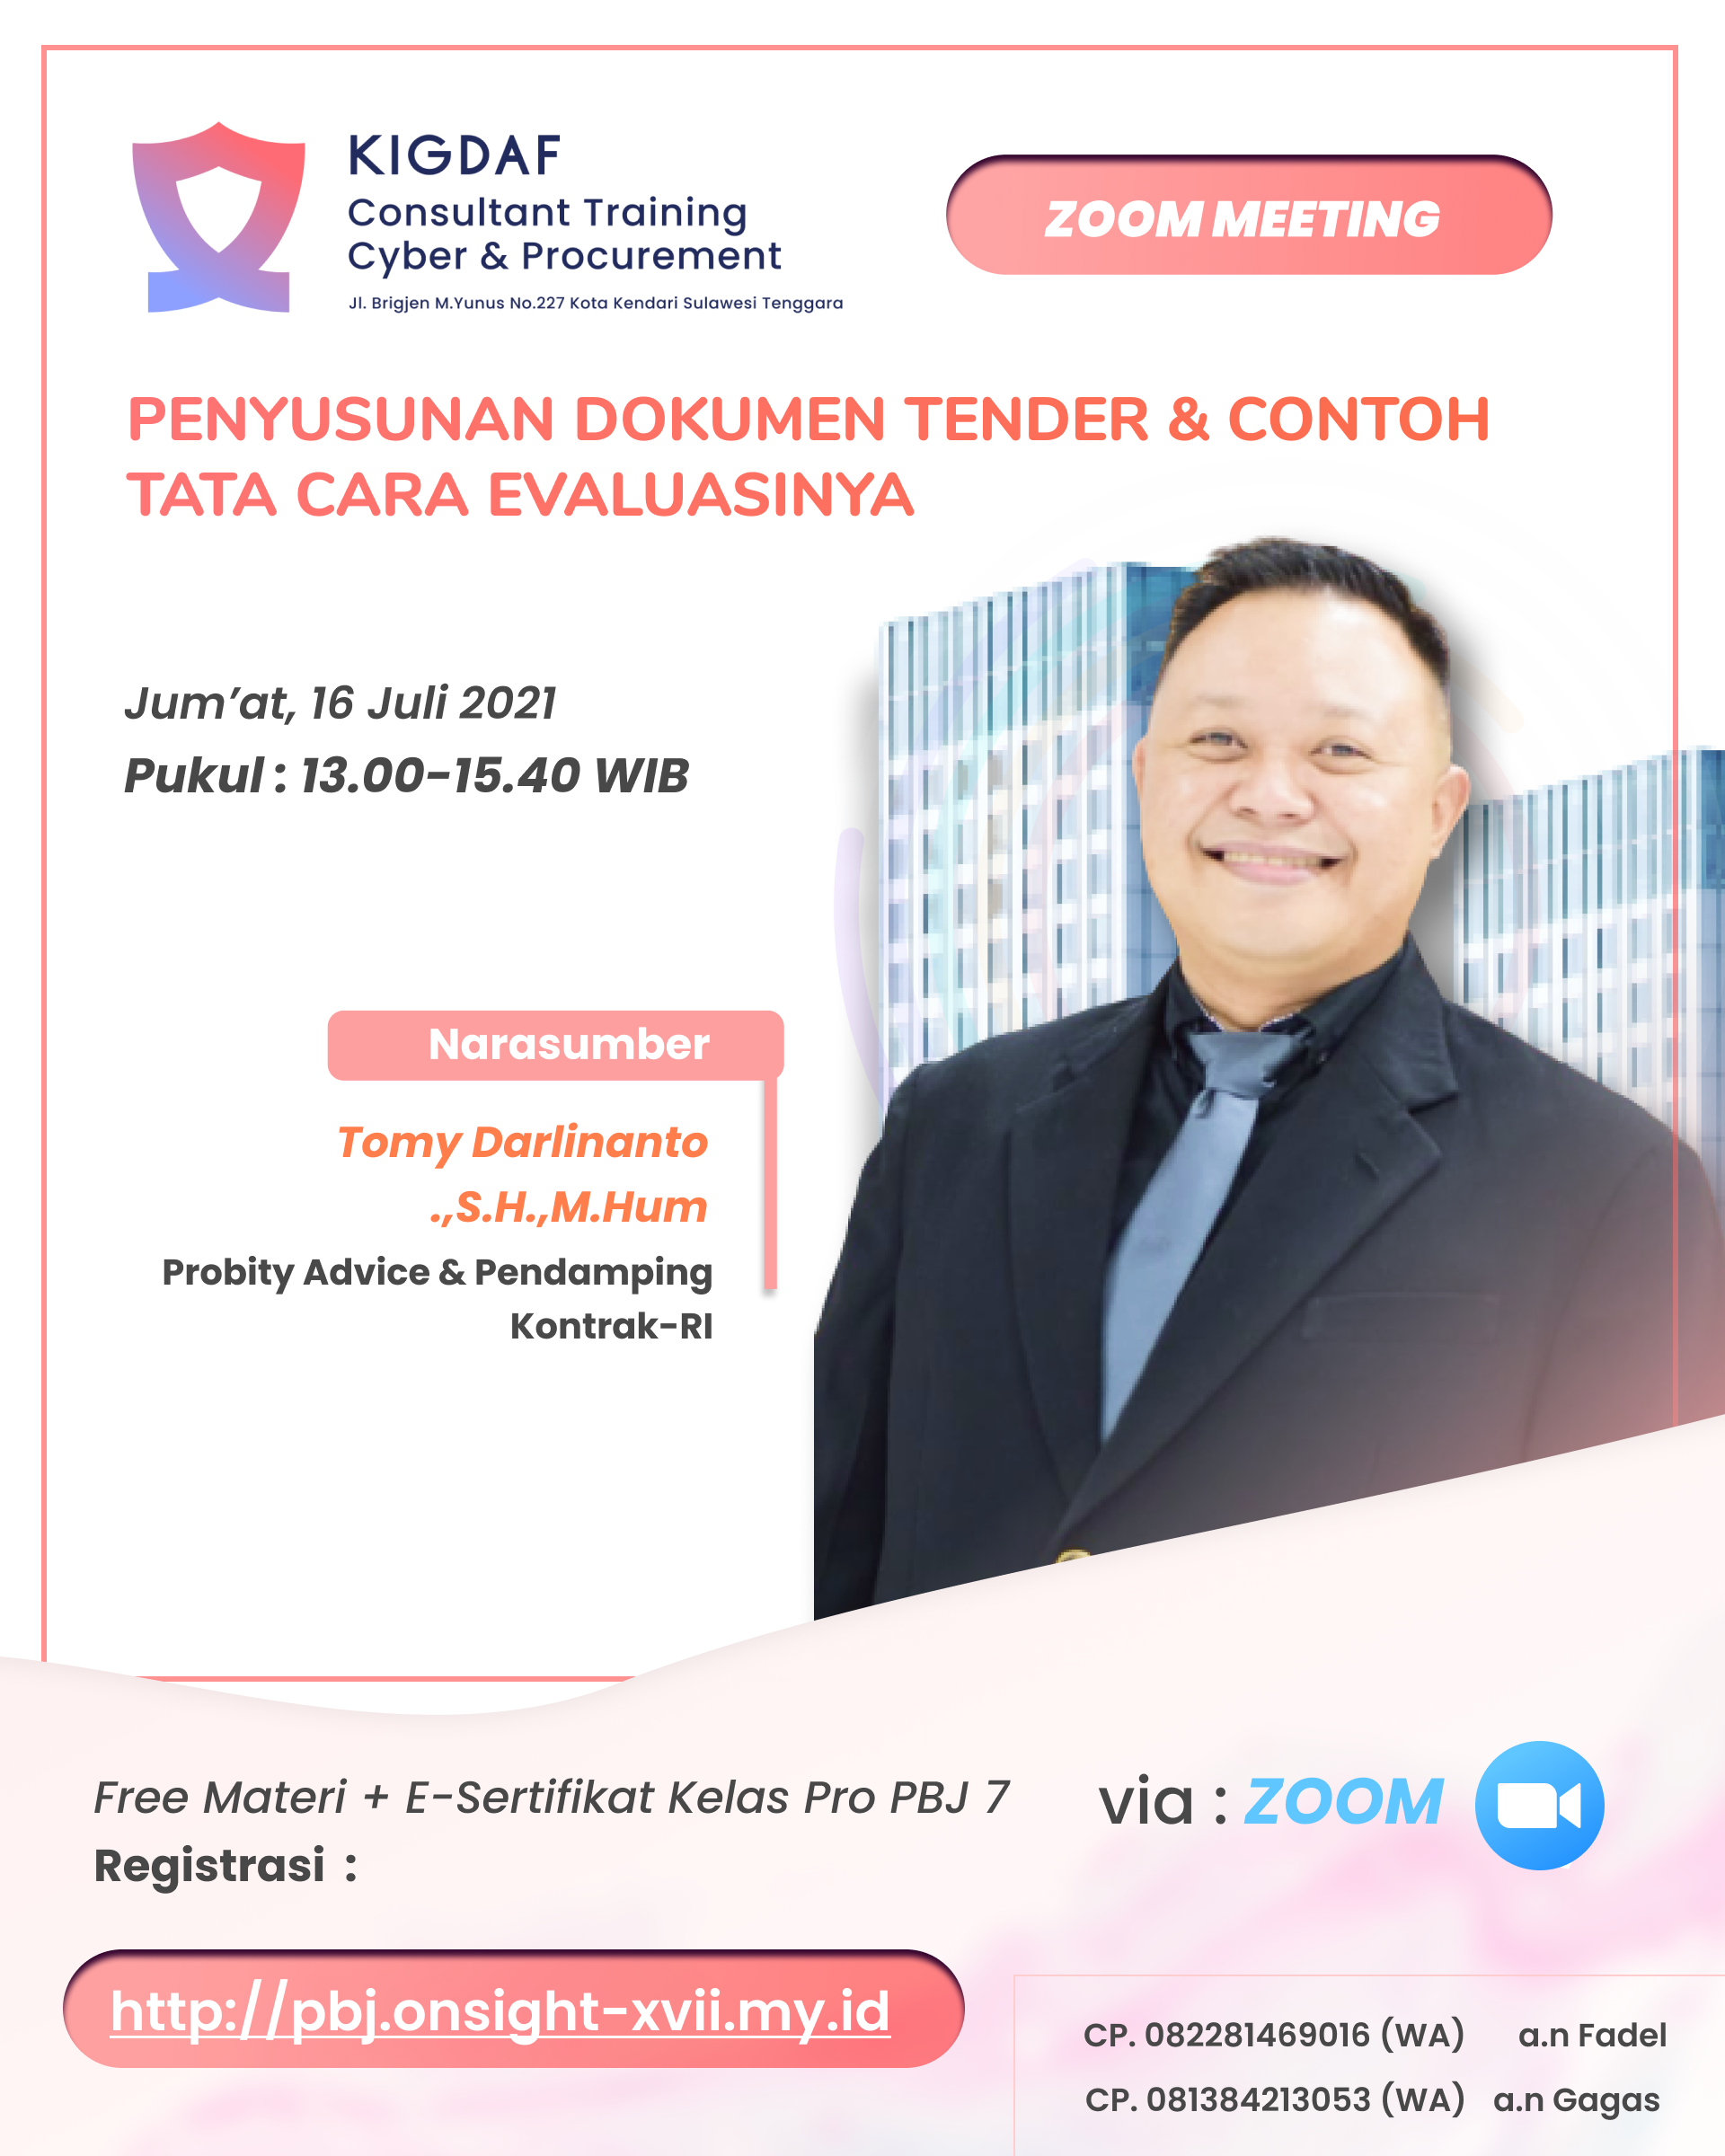 KIGDAF
Consultant Training
Cyber & Procurement
Jl. Brigjen M.Yunus No.227 Kota Kendari Sulawesi Tenggara
ZOOM MEETING
PENYUSUNAN DOKUMEN TENDER & CONTOH
TATA CARA EVALUASINYA
Jum’at, 16 Juli 2021
Pukul : 13.00-15.40 WIB
Narasumber
Tomy Darlinanto
.,S.H.,M.Hum
Probity Advice & Pendamping
Kontrak-RI
Free Materi + E-Sertifikat Kelas Pro PBJ 7
via : ZOOM
Registrasi :
http://pbj.onsight-xvii.my.id
CP. 082281469016 (WA) a.n Fadel
CP. 081384213053 (WA) a.n Gagas